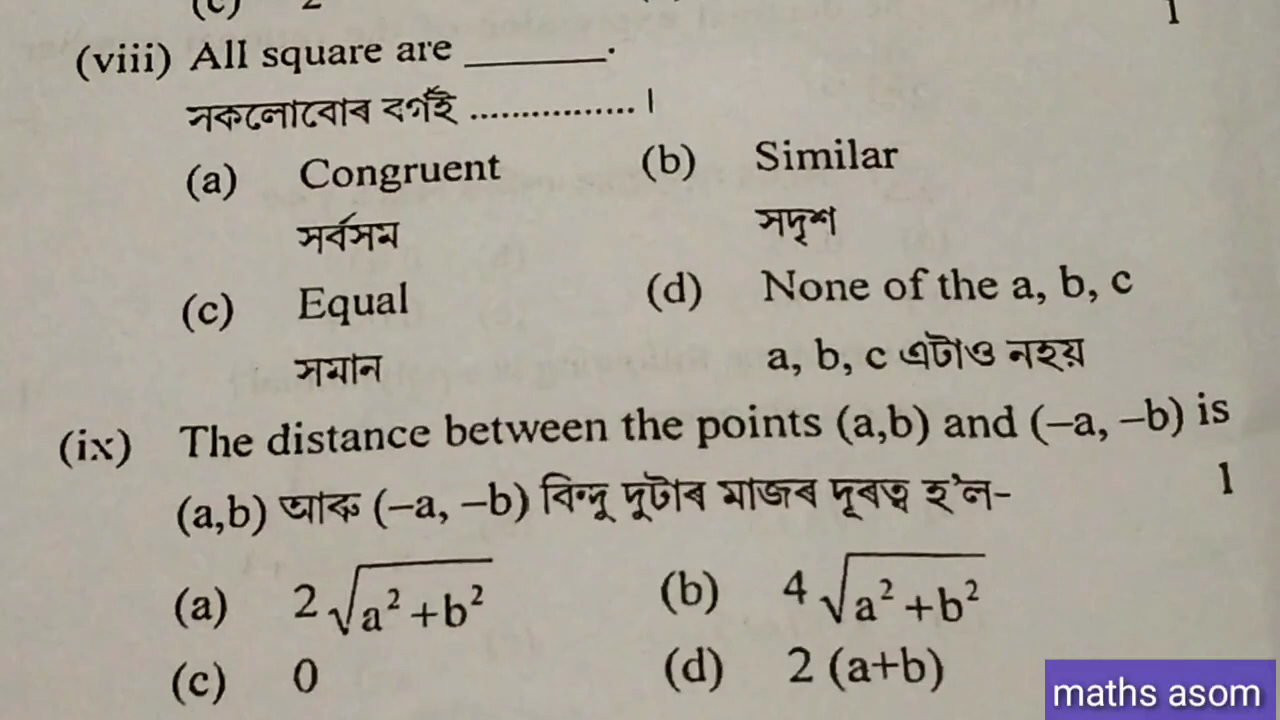 (c) 2
1
(viii) All square are ______.
সকলোবোৰ বৰ্গই ................ ।
(a) Congruent (b) Similar
সৰ্বসম সদৃশ
(c) Equal (d) None of the a, b, c
সমান a, b, c এটাও নহয়
(ix) The distance between the points (a,b) and (–a, –b) is
(a,b) আৰু (–a, –b) বিন্দু দুটাৰ মাজৰ দূৰত্ব হ'ল– 1
(a) 2√(a²+b²) (b) 4√(a²+b²)
(c) 0 (d) 2 (a+b)
maths asom